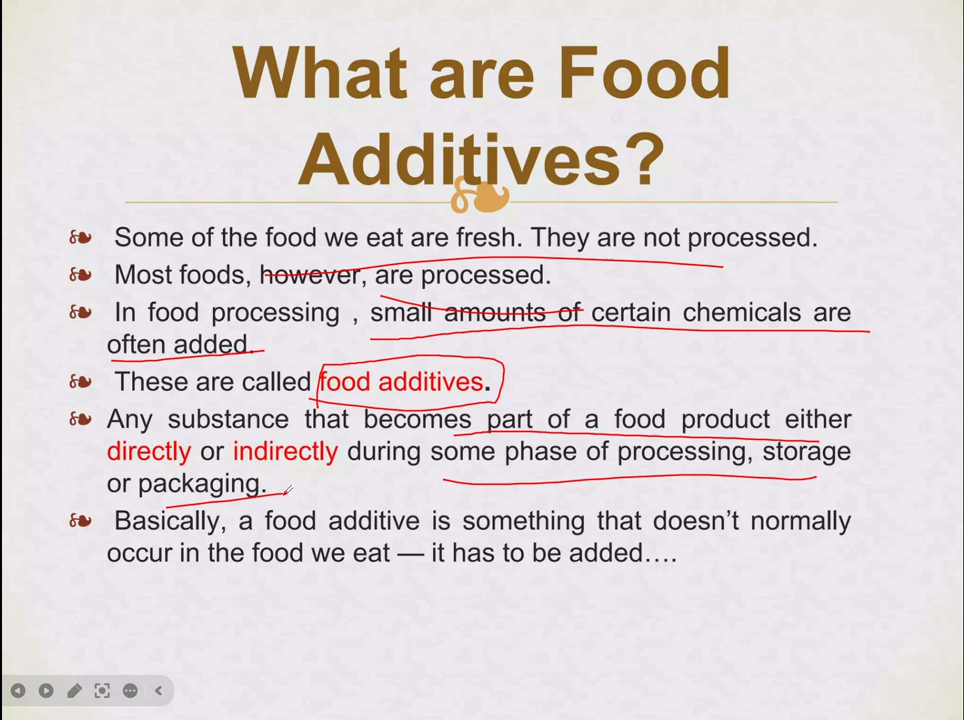 What are Food
Additives?
Some of the food we eat are fresh. They are not processed.
Most foods, however, are processed.
In food processing , small amounts of certain chemicals are
often added.
These are called food additives.
Any substance that becomes part of a food product either
directly or indirectly during some phase of processing, storage
or packaging.
Basically, a food additive is something that doesn’t normally
occur in the food we eat — it has to be added….